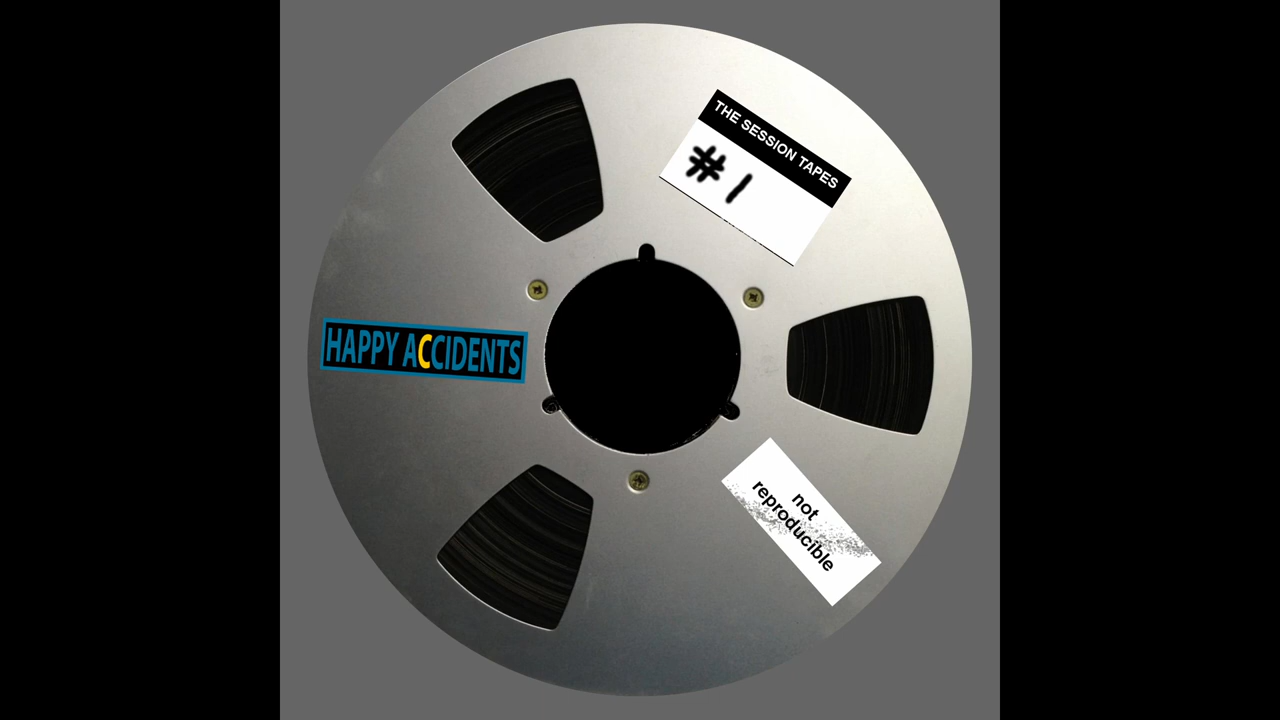 THE SESSION TAPES
#1
HAPPY ACCIDENTS
not
reproducible